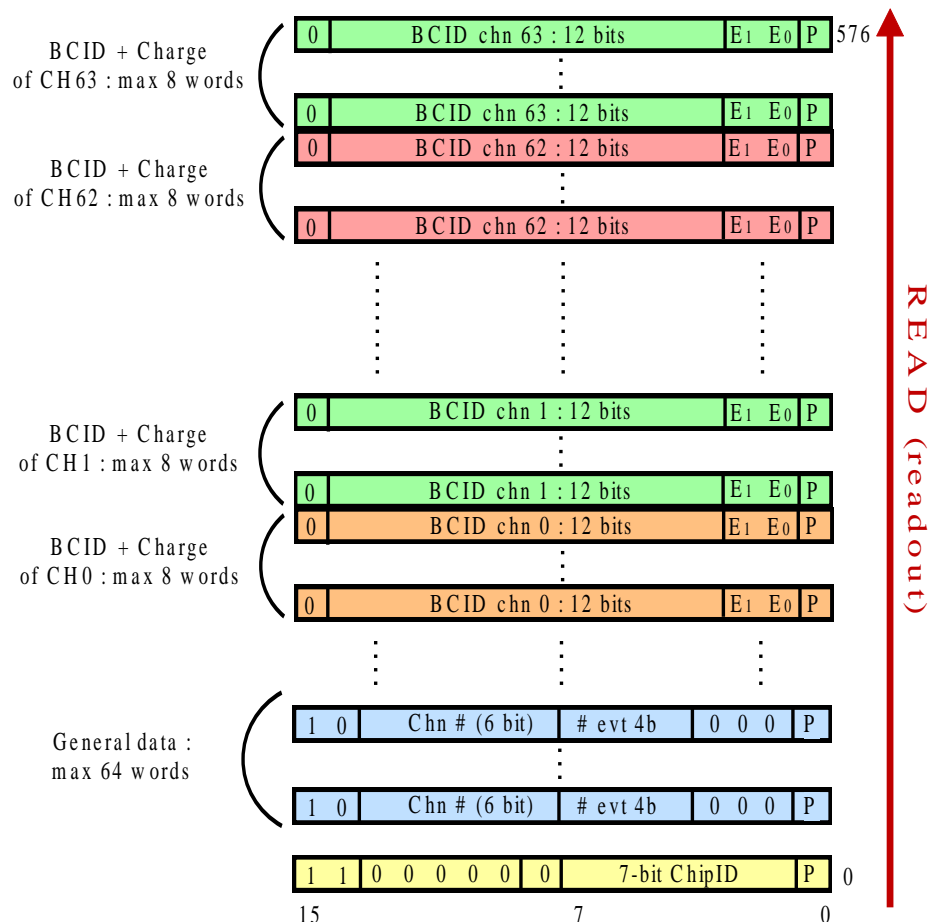 0 BCID chn 63 : 12 bits E1 E0 P 576
BCID + Charge
of CH63 : max 8 words
0 BCID chn 63 : 12 bits E1 E0 P
0 BCID chn 62 : 12 bits E1 E0 P
BCID + Charge
of CH62 : max 8 words
0 BCID chn 62 : 12 bits E1 E0 P
READ (readout)
0 BCID chn 1 : 12 bits E1 E0 P
BCID + Charge
of CH1 : max 8 words
0 BCID chn 1 : 12 bits E1 E0 P
0 BCID chn 0 : 12 bits E1 E0 P
BCID + Charge
of CH0 : max 8 words
0 BCID chn 0 : 12 bits E1 E0 P
1 0 Chn # (6 bit) # evt 4b 0 0 0 P
General data :
max 64 words
1 0 Chn # (6 bit) # evt 4b 0 0 0 P
1 1 0 0 0 0 0 0 7-bit ChipID P 0
15 7 0